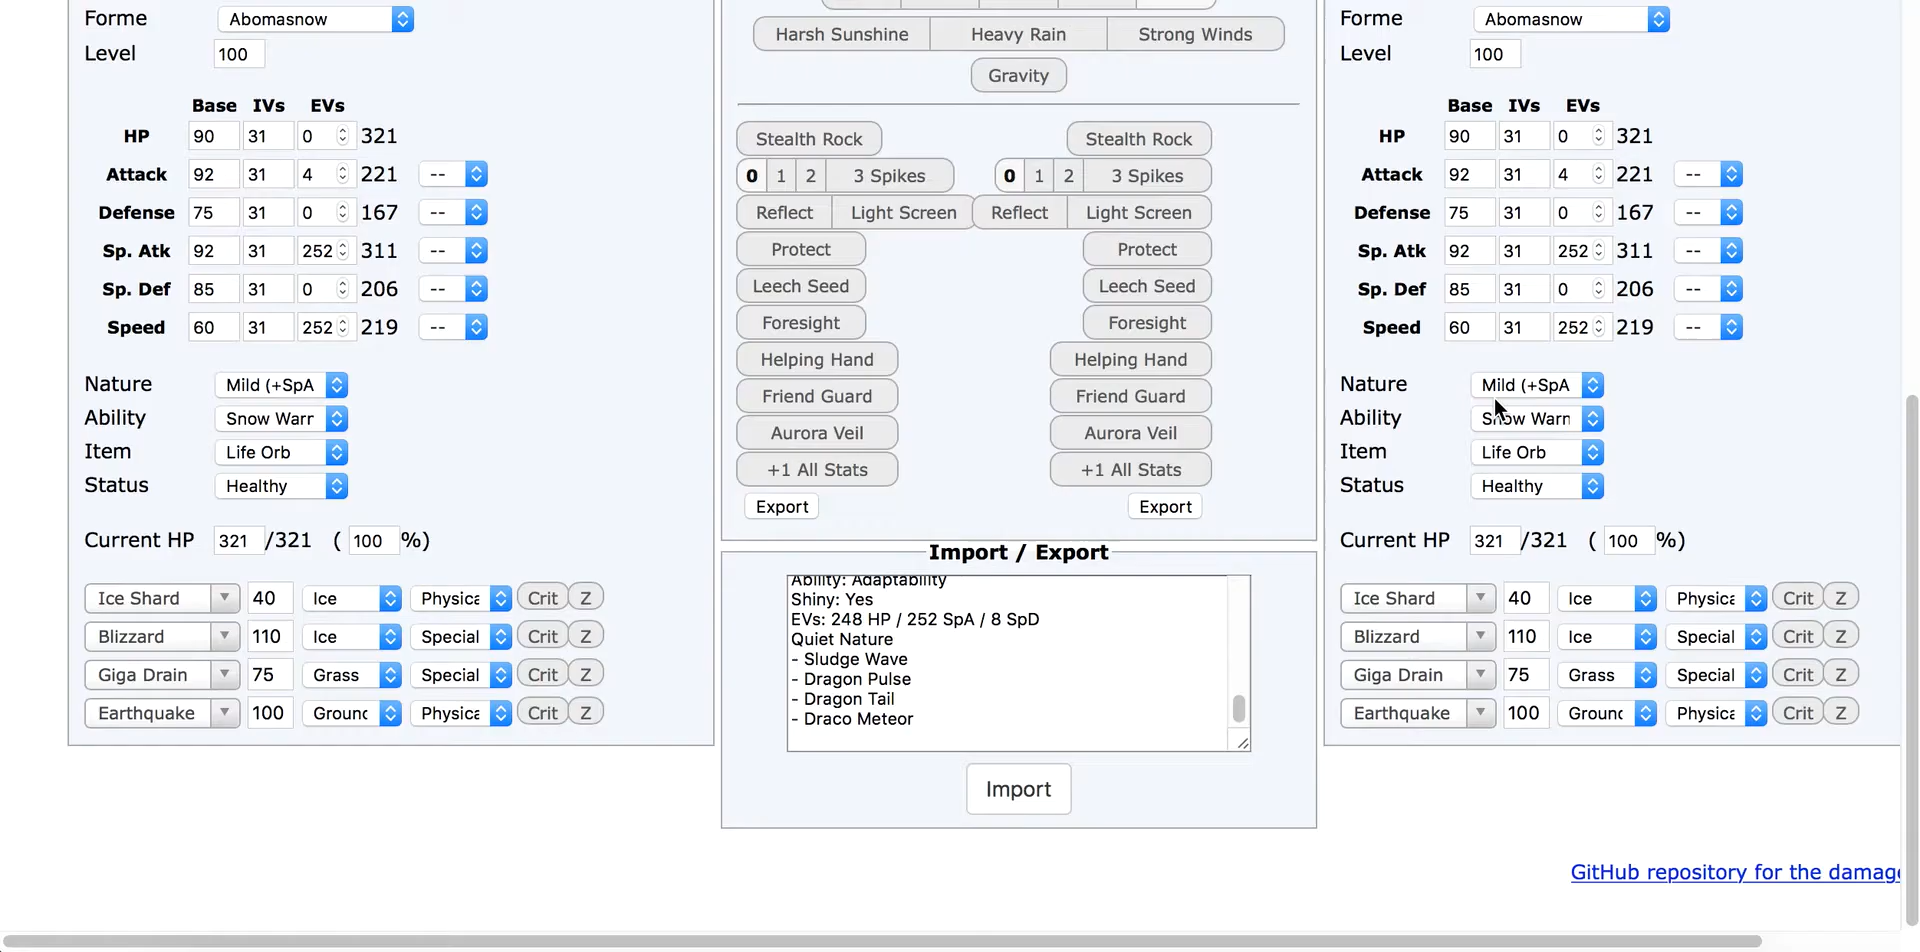 Forme Abomasnow
Level 100
Base IVs EVs
HP 90 31 0 321
Attack 92 31 4 221 --
Defense 75 31 0 167 --
Sp. Atk 92 31 252 311 --
Sp. Def 85 31 0 206 --
Speed 60 31 252 219 --
Nature Mild (+SpA
Ability Snow Warr
Item Life Orb
Status Healthy
Current HP 321 /321 ( 100 %)
Ice Shard 40 Ice Physica Crit Z
Blizzard 110 Ice Special Crit Z
Giga Drain 75 Grass Special Crit Z
Earthquake 100 Grounc Physica Crit Z
Harsh Sunshine Heavy Rain Strong Winds
Gravity
Stealth Rock Stealth Rock
0 1 2 3 Spikes 0 1 2 3 Spikes
Reflect Light Screen Reflect Light Screen
Protect Protect
Leech Seed Leech Seed
Foresight Foresight
Helping Hand Helping Hand
Friend Guard Friend Guard
Aurora Veil Aurora Veil
+1 All Stats +1 All Stats
Export Export
Import / Export
Ability: Adaptability
Shiny: Yes
EVs: 248 HP / 252 SpA / 8 SpD
Quiet Nature
- Sludge Wave
- Dragon Pulse
- Dragon Tail
- Draco Meteor
Import
Forme Abomasnow
Level 100
Base IVs EVs
HP 90 31 0 321
Attack 92 31 4 221 --
Defense 75 31 0 167 --
Sp. Atk 92 31 252 311 --
Sp. Def 85 31 0 206 --
Speed 60 31 252 219 --
Nature Mild (+SpA
Ability Snow Warn
Item Life Orb
Status Healthy
Current HP 321 /321 ( 100 %)
Ice Shard 40 Ice Physica Crit Z
Blizzard 110 Ice Special Crit Z
Giga Drain 75 Grass Special Crit Z
Earthquake 100 Grounc Physica Crit Z
GitHub repository for the damage